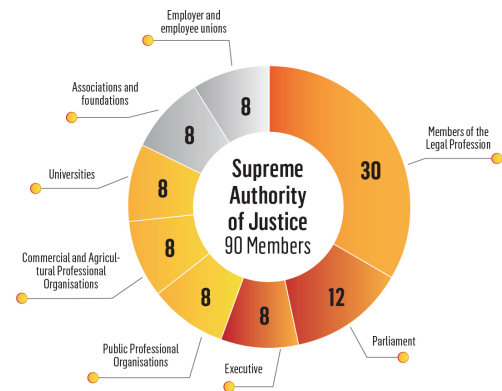 Employer and
employee unions
Associations and
foundations
Universities
Commercial and Agricul-
tural Professional
Organisations
Public Professional
Organisations
Executive
Parliament
Members of the
Legal Profession
8
8
8
8
8
8
12
30
Supreme
Authority
of Justice
90 Members